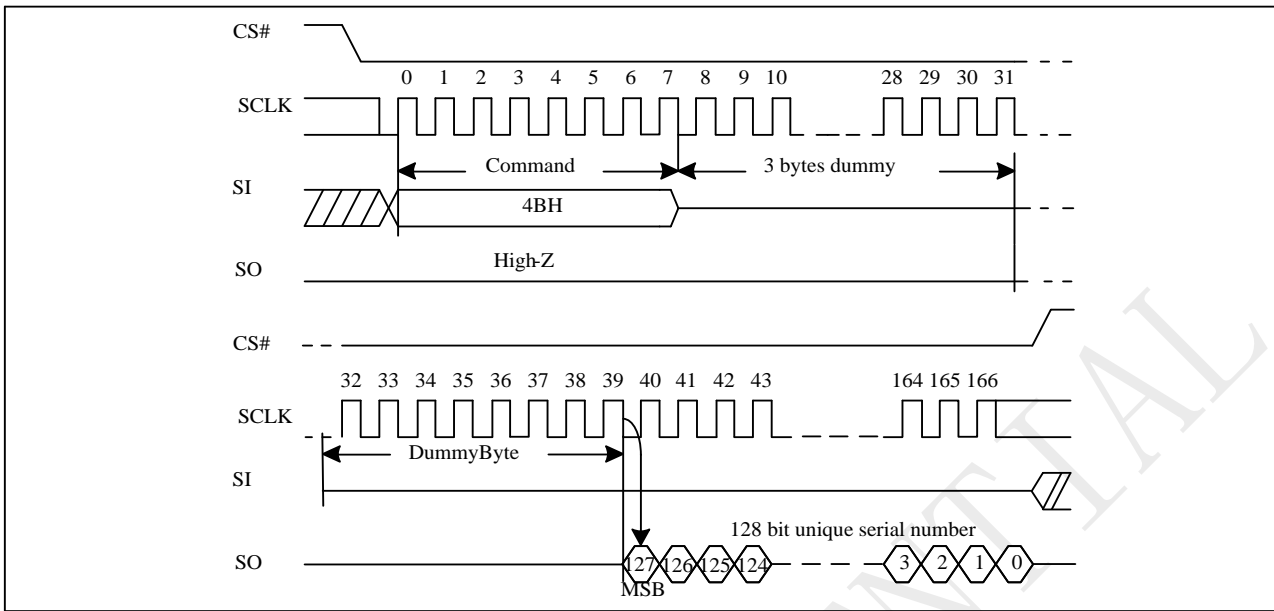 CS#
0 1 2 3 4 5 6 7 8 9 10 28 29 30 31
SCLK
Command 3 bytes dummy
SI
4BH
High-Z
SO
CS#
32 33 34 35 36 37 38 39 40 41 42 43 164 165 166
SCLK
DummyByte
SI
128 bit unique serial number
SO 127 126 125 124 3 2 1 0
MSB